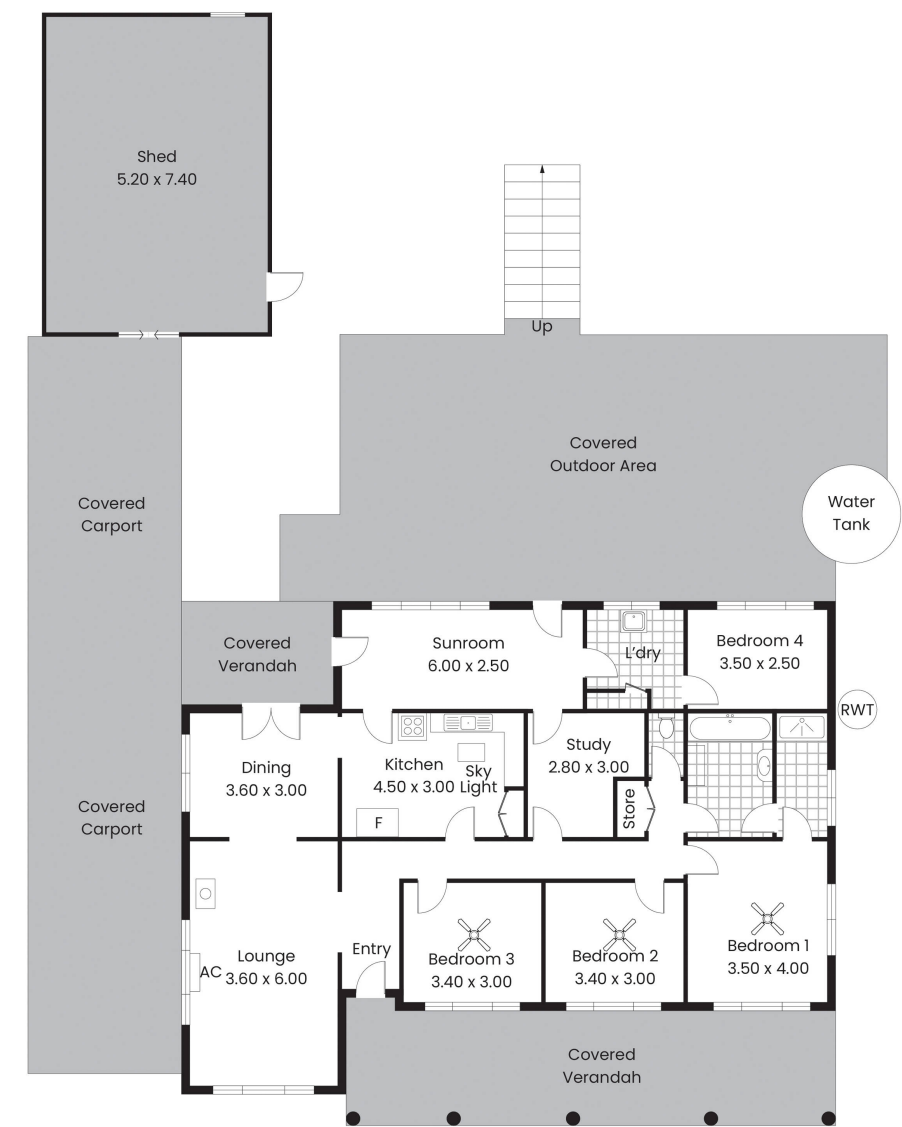 Shed
5.20 x 7.40
Up
Covered
Outdoor Area
Covered
Carport
Water
Tank
Covered
Verandah
Sunroom
6.00 x 2.50
L'dry
Bedroom 4
3.50 x 2.50
RWT
Dining
3.60 x 3.00
Kitchen
4.50 x 3.00
Sky
Light
Study
2.80 x 3.00
F
Store
Covered
Carport
Lounge
3.60 x 6.00
AC
Entry
Bedroom 3
3.40 x 3.00
Bedroom 2
3.40 x 3.00
Bedroom 1
3.50 x 4.00
Covered
Verandah